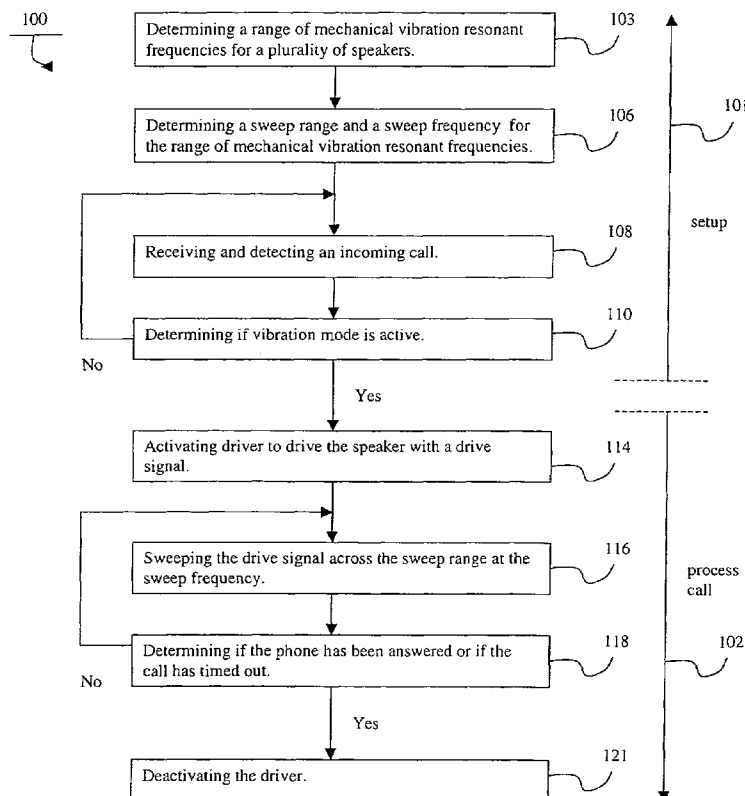 100
Determining a range of mechanical vibration resonant
frequencies for a plurality of speakers.
103
101
Determining a sweep range and a sweep frequency for
the range of mechanical vibration resonant frequencies.
106
setup
Receiving and detecting an incoming call.
108
Determining if vibration mode is active.
110
No
Yes
Activating driver to drive the speaker with a drive
signal.
114
Sweeping the drive signal across the sweep range at the
sweep frequency.
116
process
call
Determining if the phone has been answered or if the
call has timed out.
118
102
No
Yes
Deactivating the driver.
121